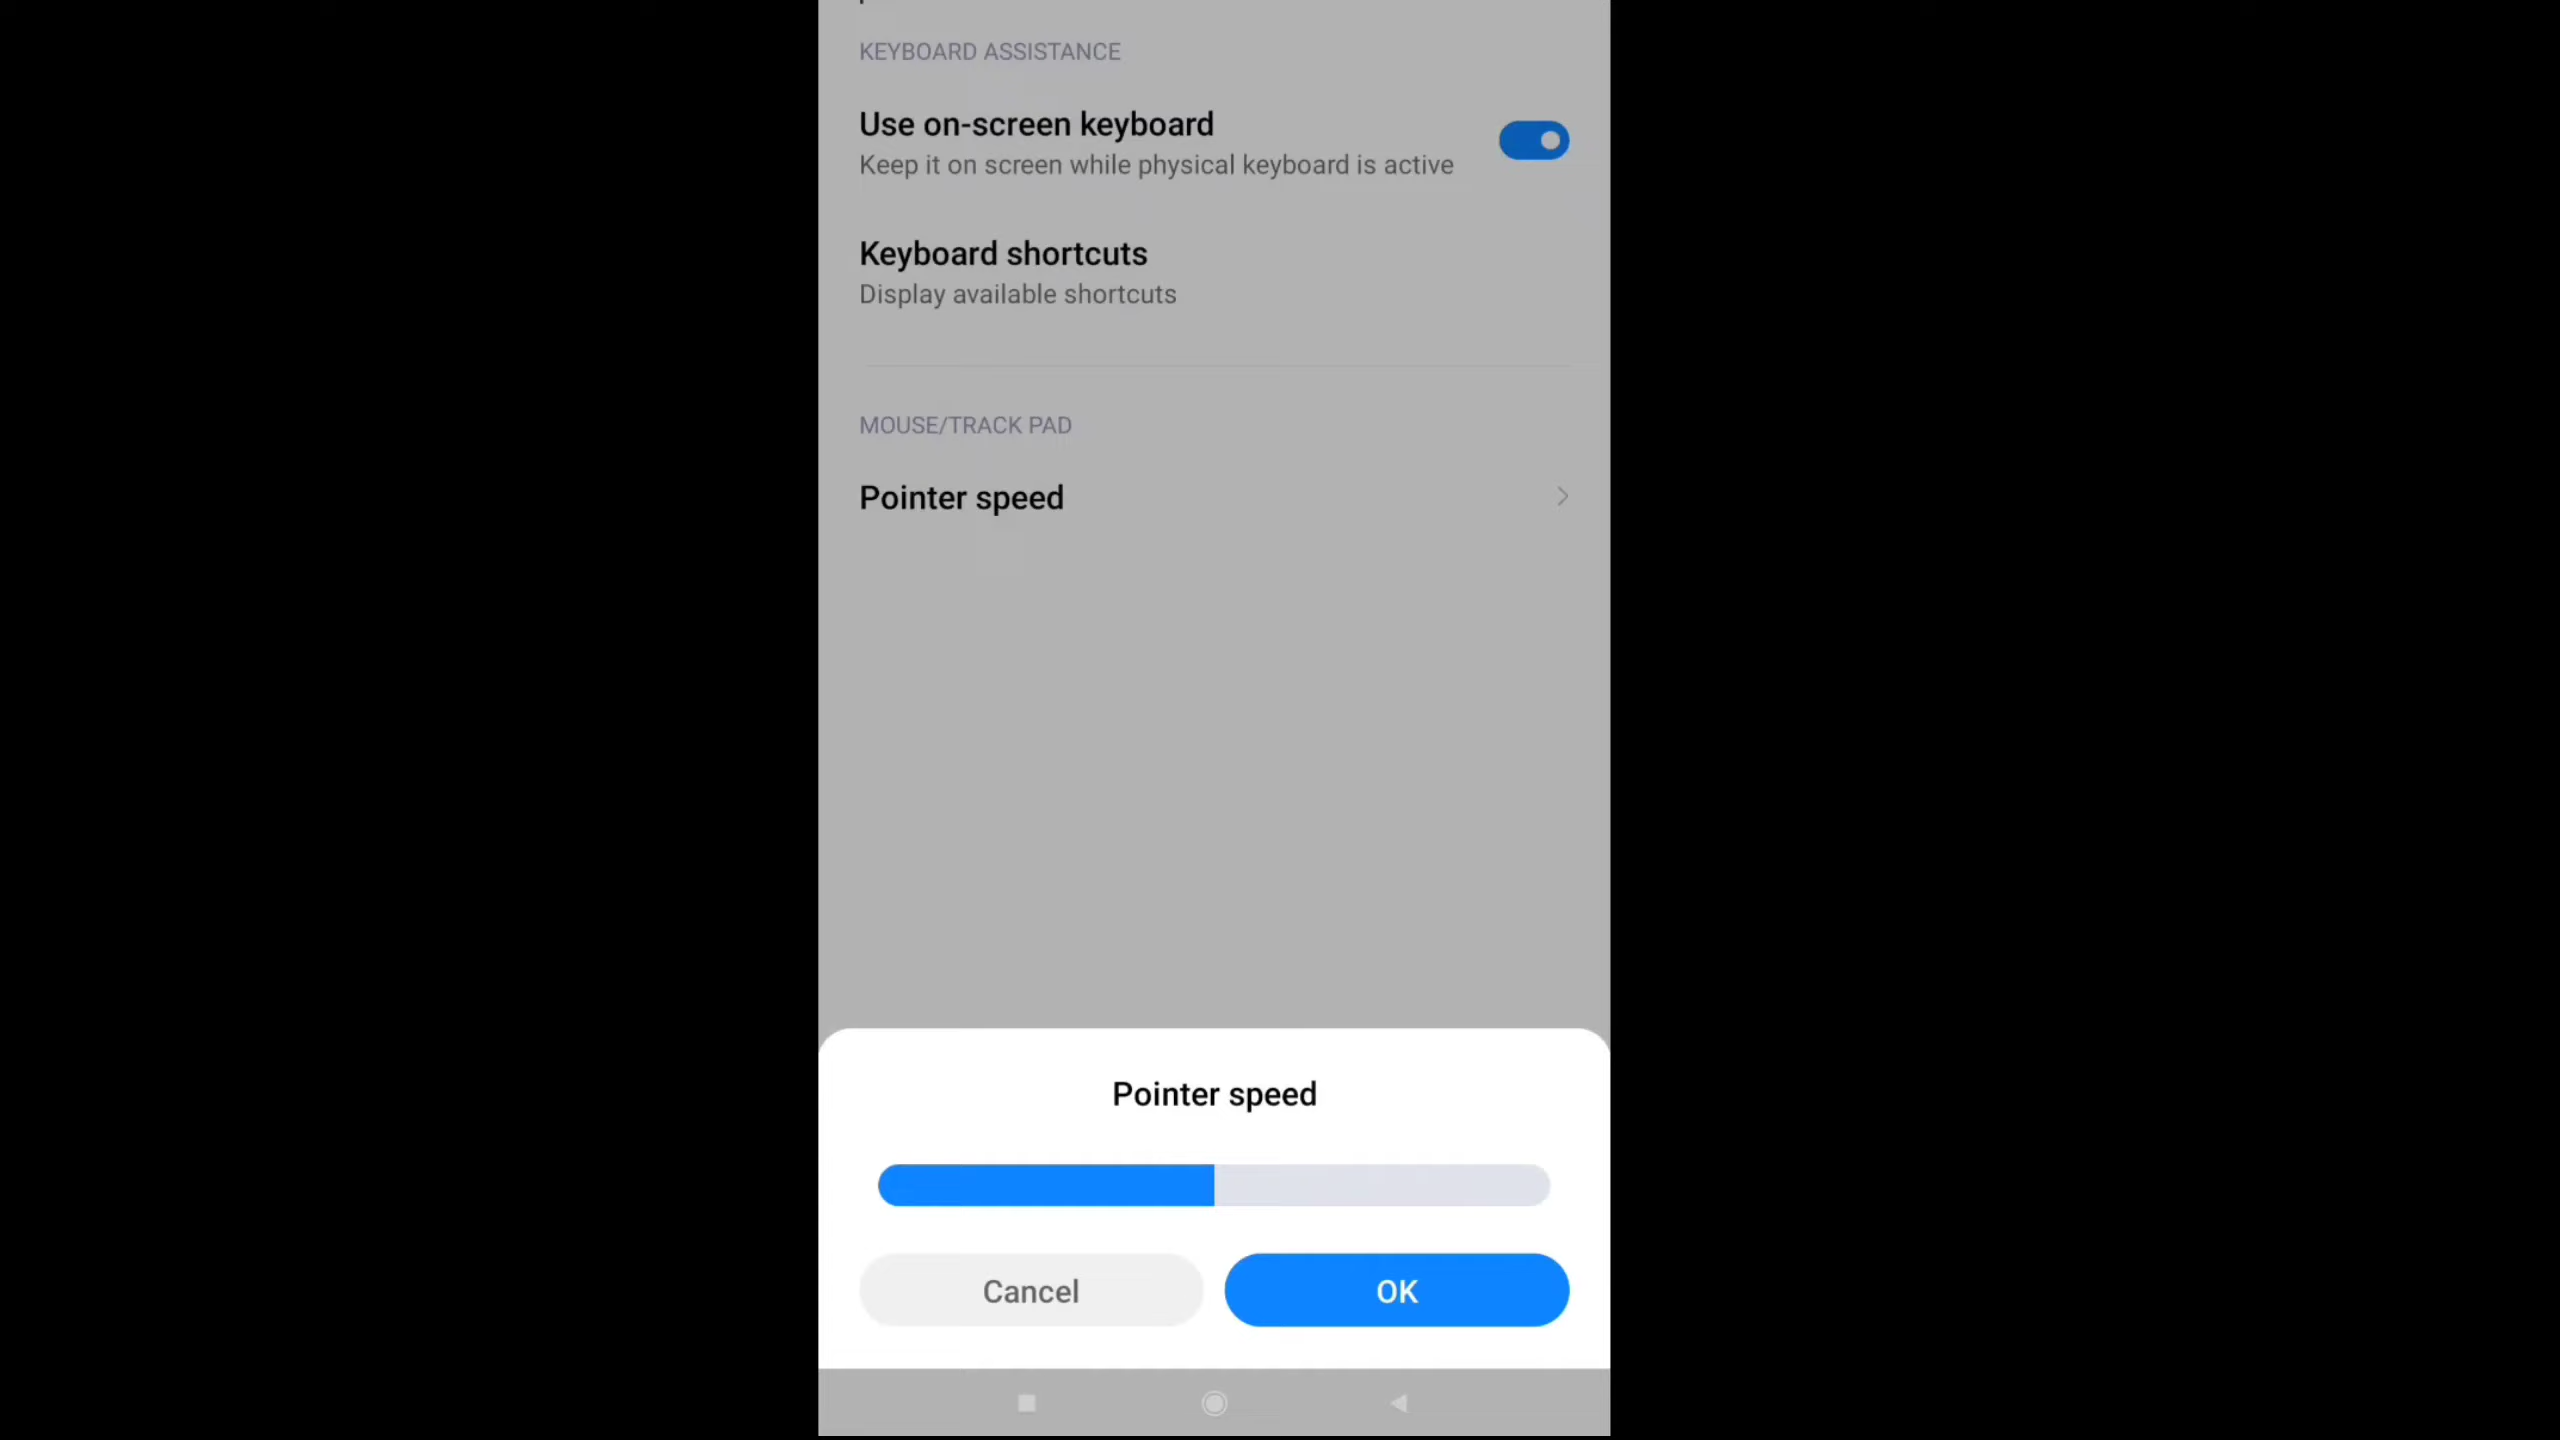 KEYBOARD ASSISTANCE
Use on-screen keyboard
Keep it on screen while physical keyboard is active
Keyboard shortcuts
Display available shortcuts
MOUSE/TRACK PAD
Pointer speed
Pointer speed
Cancel
OK